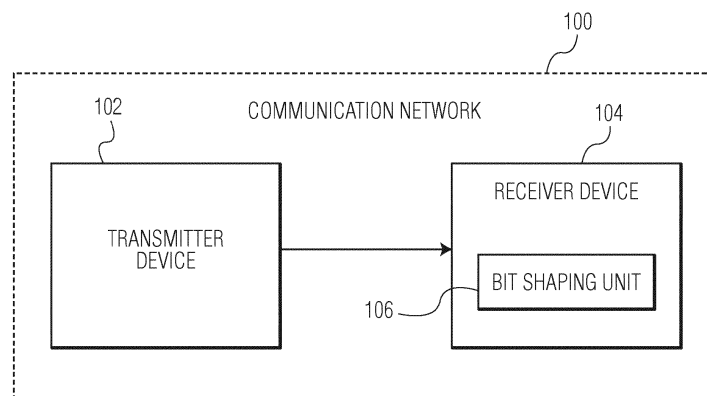 100
COMMUNICATION NETWORK
102
TRANSMITTER
DEVICE
104
RECEIVER DEVICE
BIT SHAPING UNIT
106